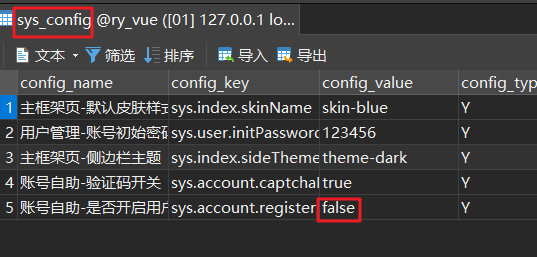 sys_config @ry_vue ([01] 127.0.0.1 lo...
文本 筛选 排序 导入 导出
config_name config_key config_value config_typ
1 主框架页-默认皮肤样式 sys.index.skinName skin-blue Y
2 用户管理-账号初始密码 sys.user.initPassword 123456 Y
3 主框架页-侧边栏主题 sys.index.sideTheme theme-dark Y
4 账号自助-验证码开关 sys.account.captcha true Y
5 账号自助-是否开启用户 sys.account.register false Y